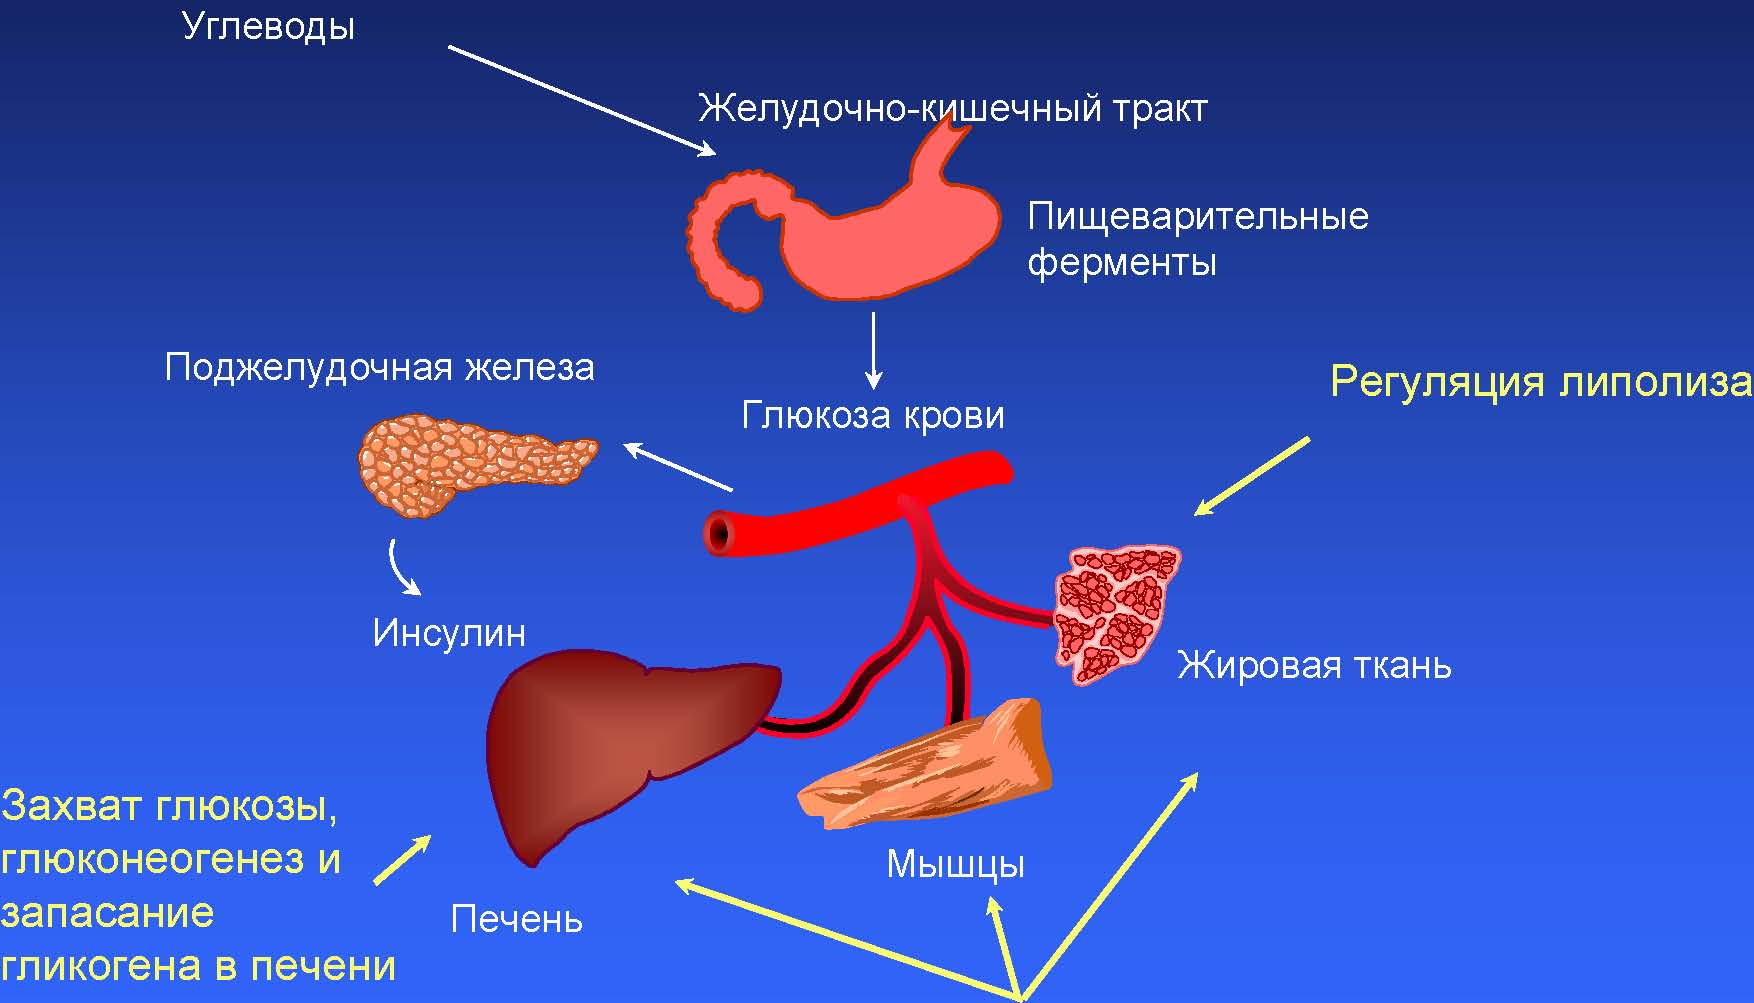 Углеводы
Желудочно-кишечный тракт
Пищеварительные
ферменты
Поджелудочная железа
Регуляция липолиза
Глюкоза крови
Инсулин
Жировая ткань
Захват глюкозы,
глюконеогенез и
запасание
гликогена в печени
Мышцы
Печень